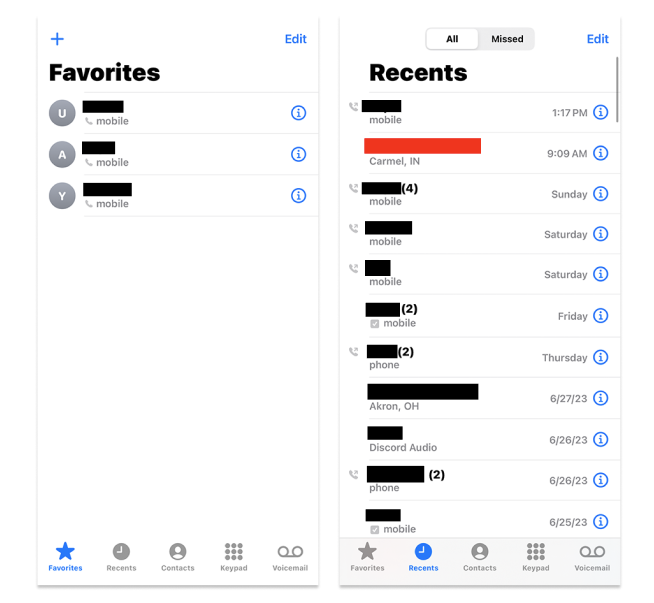 +
Edit
Favorites
U
mobile
A
mobile
Y
mobile
Favorites Recents Contacts Keypad Voicemail
All Missed Edit
Recents
mobile 1:17 PM
9:09 AM
Carmel, IN
(4) Sunday
mobile
Saturday
mobile
Saturday
mobile
(2) Friday
mobile
(2) Thursday
phone
6/27/23
Akron, OH
6/26/23
Discord Audio
(2) 6/26/23
phone
6/25/23
mobile
Favorites Recents Contacts Keypad Voicemail